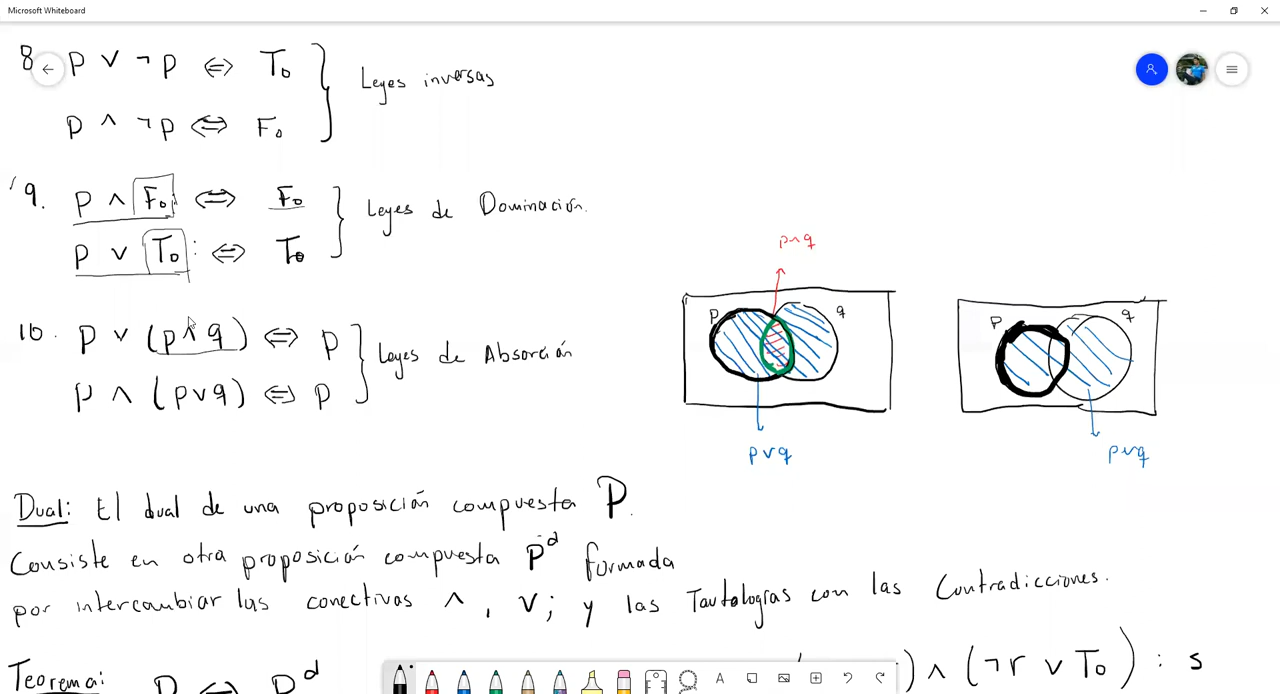 Microsoft Whiteboard
8. p ∨ ¬p ⇔ T₀
Leyes inversas
p ∧ ¬p ⇔ F₀
9. p ∧ F₀ ⇔ F₀
Leyes de Dominación.
p ∨ T₀ ⇔ T₀
10. p ∨ (p ∧ q) ⇔ p
Leyes de Absorción
p ∧ (p ∨ q) ⇔ p
p ∧ q
p q
p ∨ q
p q
p ∨ q
Dual: El dual de una proposición compuesta P.
Consiste en otra proposición compuesta Pᵈ formada
por intercambiar las conectivas ∧, ∨; y las Tautologías con las Contradicciones.
Teorema:
P ⇔ Pᵈ
) ∧ (¬r ∨ T₀) : s